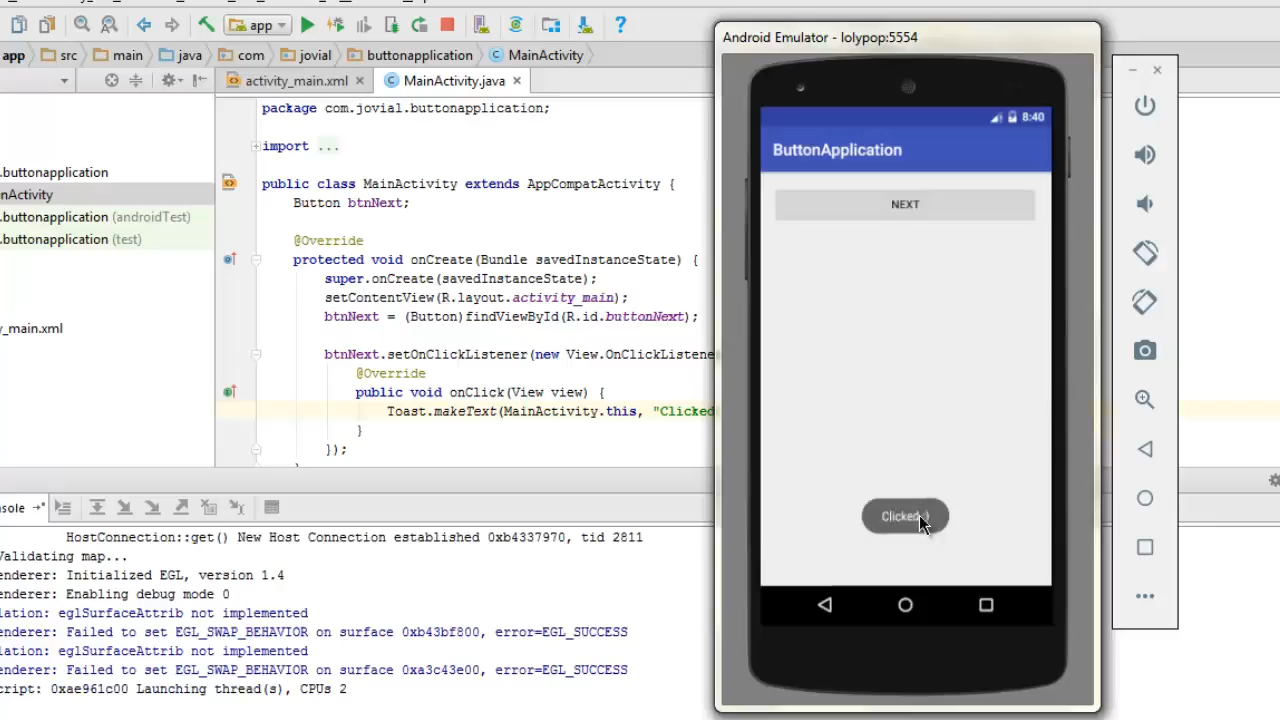 app
app src main java com jovial buttonapplication MainActivity
activity_main.xml MainActivity.java
.buttonapplication
nActivity
.buttonapplication (androidTest)
.buttonapplication (test)
y_main.xml
package com.jovial.buttonapplication;
import ...
public class MainActivity extends AppCompatActivity {
Button btnNext;
@Override
protected void onCreate(Bundle savedInstanceState) {
super.onCreate(savedInstanceState);
setContentView(R.layout.activity_main);
btnNext = (Button)findViewById(R.id.buttonNext);
btnNext.setOnClickListener(new View.OnClickListene
@Override
public void onClick(View view) {
Toast.makeText(MainActivity.this, "Clicked
}
});
nsole
HostConnection::get() New Host Connection established 0xb4337970, tid 2811
Validating map...
enderer: Initialized EGL, version 1.4
enderer: Enabling debug mode 0
lation: eglSurfaceAttrib not implemented
enderer: Failed to set EGL_SWAP_BEHAVIOR on surface 0xb43bf800, error=EGL_SUCCESS
lation: eglSurfaceAttrib not implemented
enderer: Failed to set EGL_SWAP_BEHAVIOR on surface 0xa3c43e00, error=EGL_SUCCESS
cript: 0xae961c00 Launching thread(s), CPUs 2
Android Emulator - lolypop:5554
8:40
ButtonApplication
NEXT
Clicked